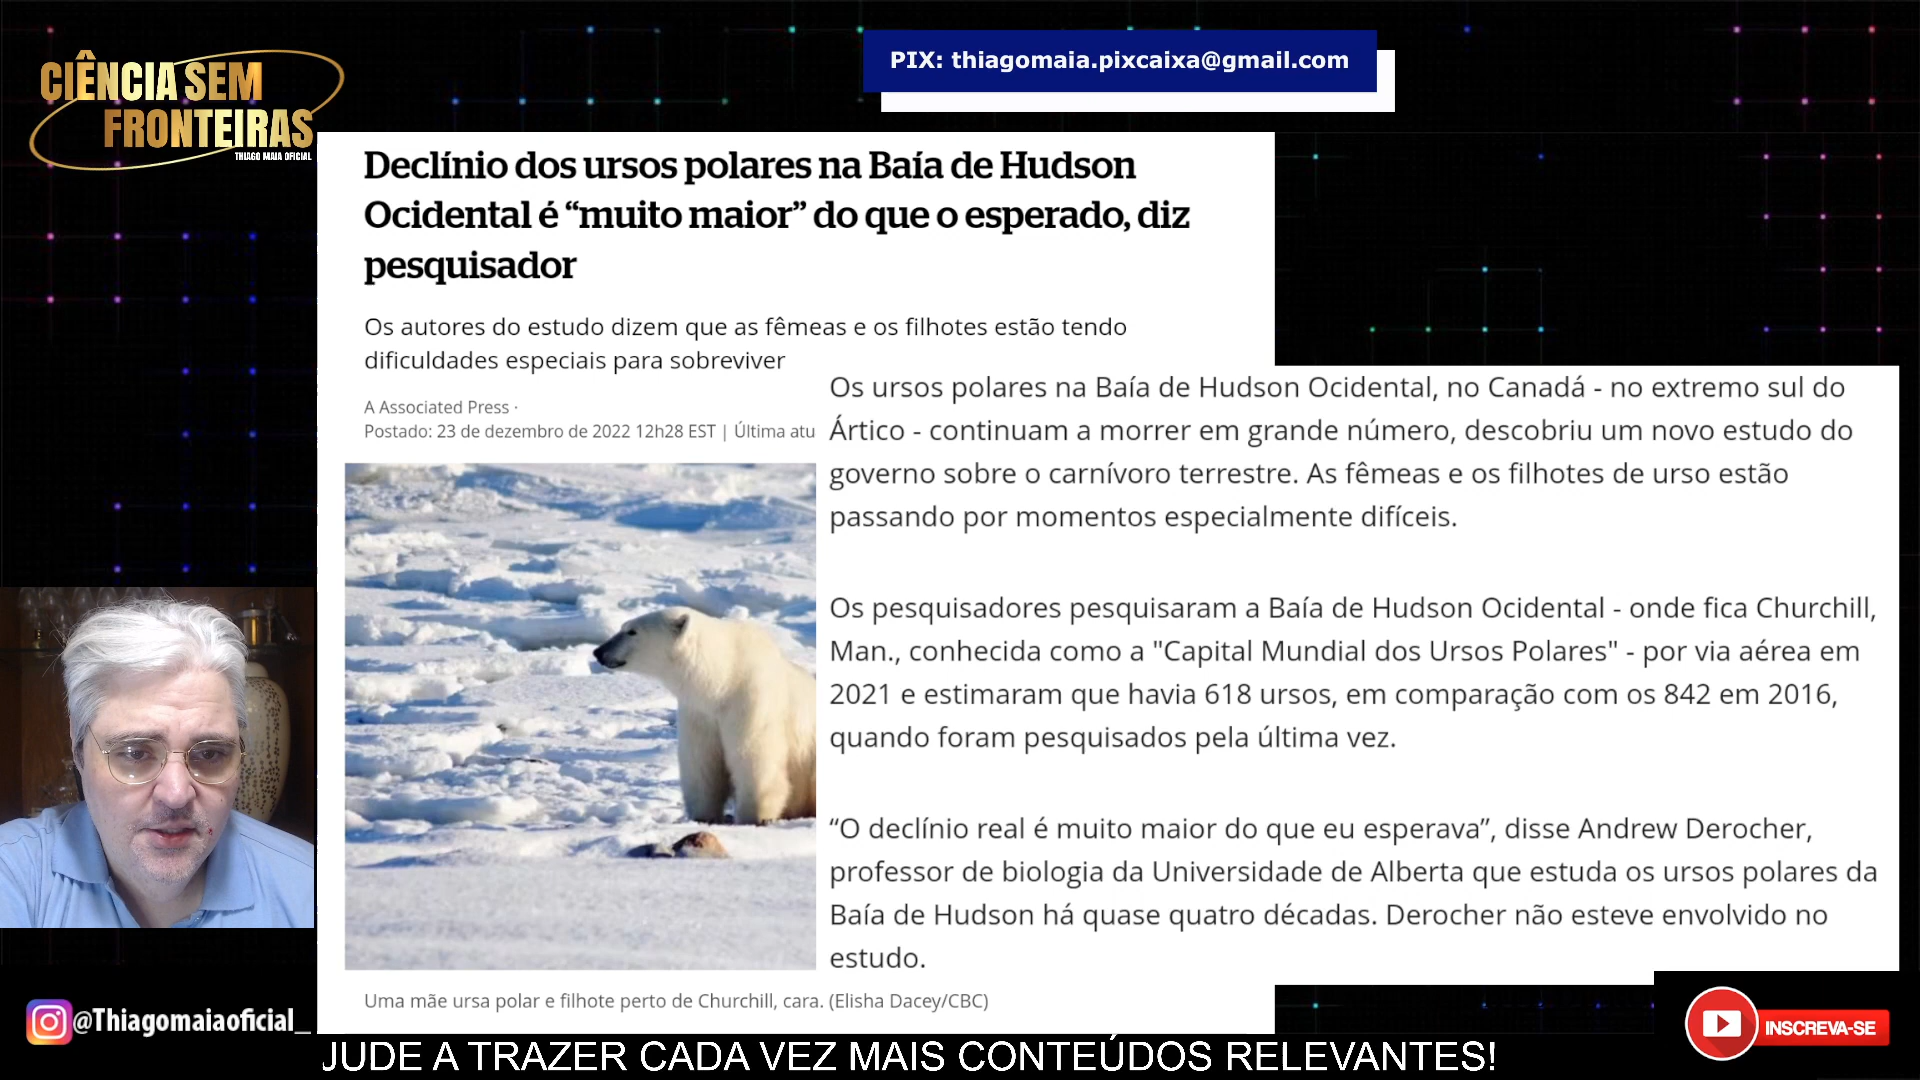 CIÊNCIA SEM
FRONTEIRAS
THIAGO MAIA OFICIAL
PIX: thiagomaia.pixcaixa@gmail.com
Declínio dos ursos polares na Baía de Hudson
Ocidental é “muito maior” do que o esperado, diz
pesquisador
Os autores do estudo dizem que as fêmeas e os filhotes estão tendo
dificuldades especiais para sobreviver
A Associated Press ·
Postado: 23 de dezembro de 2022 12h28 EST | Última atu
Os ursos polares na Baía de Hudson Ocidental, no Canadá - no extremo sul do
Ártico - continuam a morrer em grande número, descobriu um novo estudo do
governo sobre o carnívoro terrestre. As fêmeas e os filhotes de urso estão
passando por momentos especialmente difíceis.
Os pesquisadores pesquisaram a Baía de Hudson Ocidental - onde fica Churchill,
Man., conhecida como a "Capital Mundial dos Ursos Polares" - por via aérea em
2021 e estimaram que havia 618 ursos, em comparação com os 842 em 2016,
quando foram pesquisados pela última vez.
“O declínio real é muito maior do que eu esperava”, disse Andrew Derocher,
professor de biologia da Universidade de Alberta que estuda os ursos polares da
Baía de Hudson há quase quatro décadas. Derocher não esteve envolvido no
estudo.
Uma mãe ursa polar e filhote perto de Churchill, cara. (Elisha Dacey/CBC)
@Thiagomaiaoficial_
INSCREVA-SE
JUDE A TRAZER CADA VEZ MAIS CONTEÚDOS RELEVANTES!